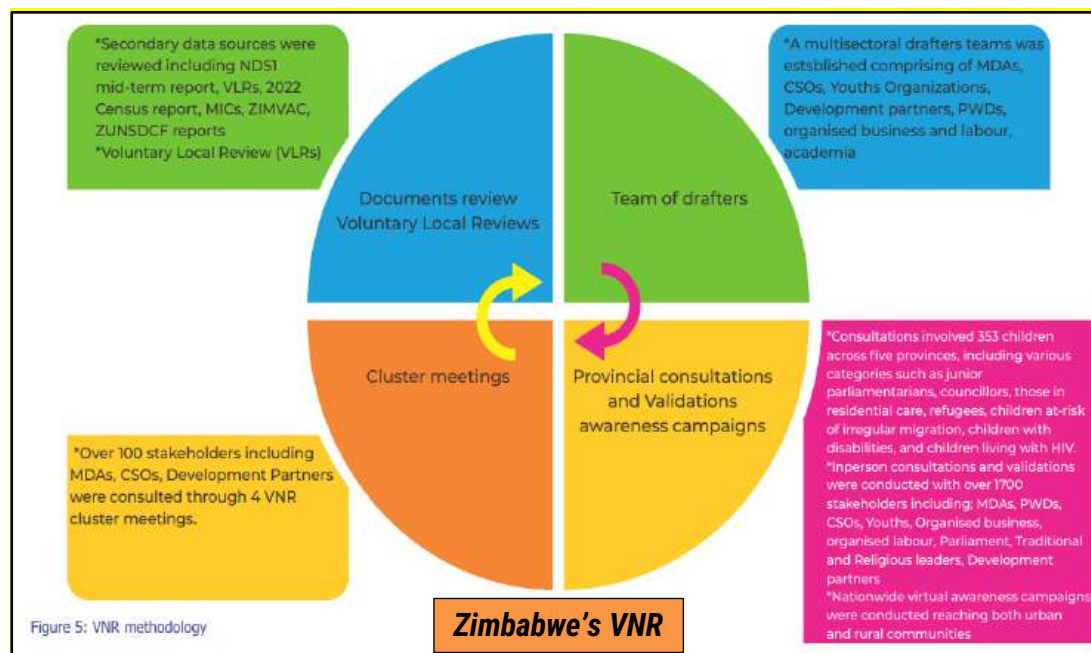 *Secondary data sources were
reviewed including NDS1
mid-term report, VLRs, 2022
Census report, MICs, ZIMVAC,
ZUNSDCF reports
*Voluntary Local Review (VLRs)
*A multisectoral drafters teams was
estsblished comprising of MDAs,
CSOs, Youths Organizations,
Development partners, PWDs,
organised business and labour,
academia
Documents review
Voluntary Local Reviews
Team of drafters
Cluster meetings
Provincial consultations
and Validations
awareness campaigns
*Over 100 stakeholders including
MDAs, CSOs, Development Partners
were consulted through 4 VNR
cluster meetings.
*Consultations involved 353 children
across five provinces, including various
categories such as junior
parliamentarians, councillors, those in
residential care, refugees, children at-risk
of irregular migration, children with
disabilities, and children living with HIV.
*Inperson consultations and validations
were conducted with over 1700
stakeholders including; MDAs, PWDs,
CSOs, Youths, Organised business,
organised labour, Parliament, Traditional
and Religious leaders, Development
partners
*Nationwide virtual awareness campaigns
were conducted reaching both urban
and rural communities
Figure 5: VNR methodology
Zimbabwe's VNR